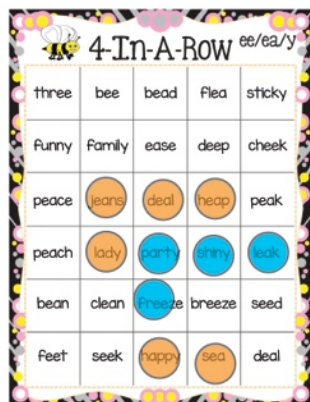 4-In-A-Row ee/ea/y
three bee bead flea sticky
funny family ease deep cheek
peace jeans deal heap peak
peach lady party shiny leak
bean clean freeze breeze seed
feet seek happy sea deal